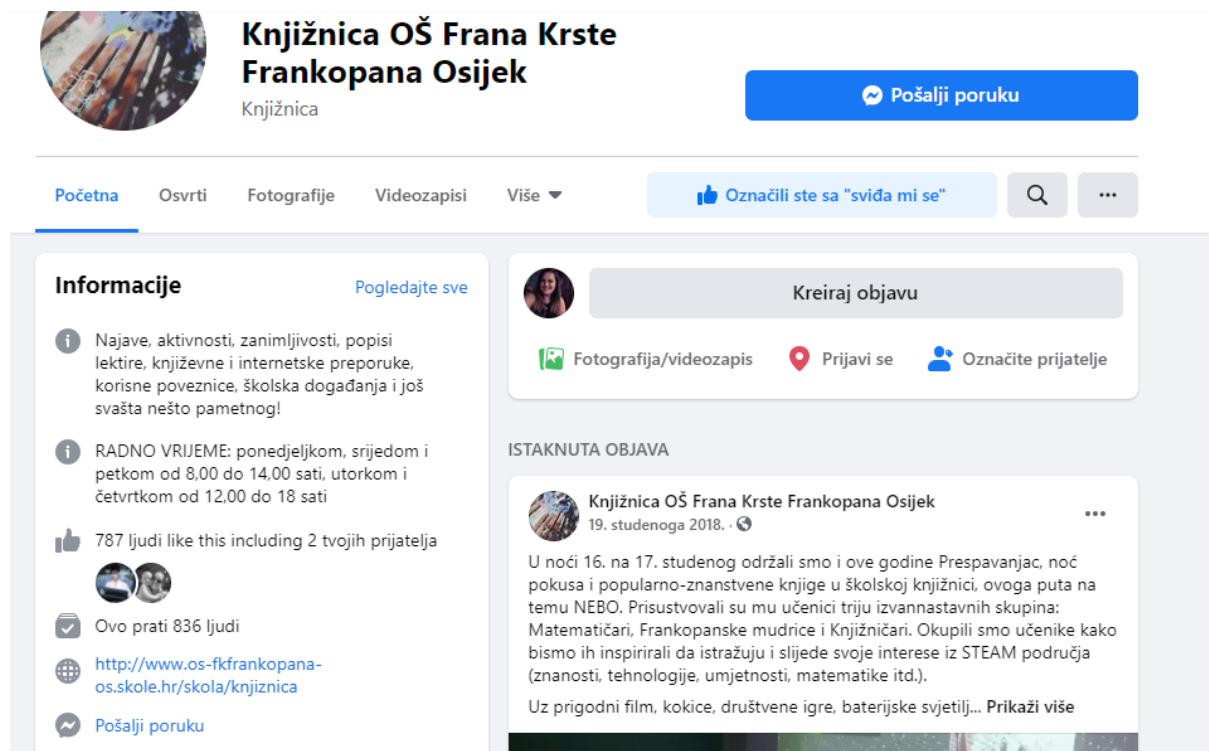 Knjižnica OŠ Frana Krste
Frankopana Osijek
Knjižnica
Pošalji poruku
Početna Osvrti Fotografije Videozapisi Više
Označili ste sa "sviđa mi se"
Informacije
Pogledajte sve
Najave, aktivnosti, zanimljivosti, popisi
lektire, književne i internetske preporuke,
korisne poveznice, školska događanja i još
svašta nešto pametnog!
RADNO VRIJEME: ponedjeljkom, srijedom i
petkom od 8,00 do 14,00 sati, utorkom i
četvrtkom od 12,00 do 18 sati
787 ljudi like this including 2 tvojih prijatelja
Ovo prati 836 ljudi
http://www.os-fkfrankopana-
os.skole.hr/skola/knjiznica
Pošalji poruku
Kreiraj objavu
Fotografija/videozapis Prijavi se Označite prijatelje
ISTAKNUTA OBJAVA
Knjižnica OŠ Frana Krste Frankopana Osijek
19. studenoga 2018. ·
U noći 16. na 17. studenog održali smo i ove godine Prespavanjac, noć
pokusa i popularno-znanstvene knjige u školskoj knjižnici, ovoga puta na
temu NEBO. Prisustvovali su mu učenici triju izvannastavnih skupina:
Matematičari, Frankopanske mudrice i Knjižničari. Okupili smo učenike kako
bismo ih inspirirali da istražuju i slijede svoje interese iz STEAM područja
(znanosti, tehnologije, umjetnosti, matematike itd.).
Uz prigodni film, kokice, društvene igre, baterijske svjetilj... Prikaži više